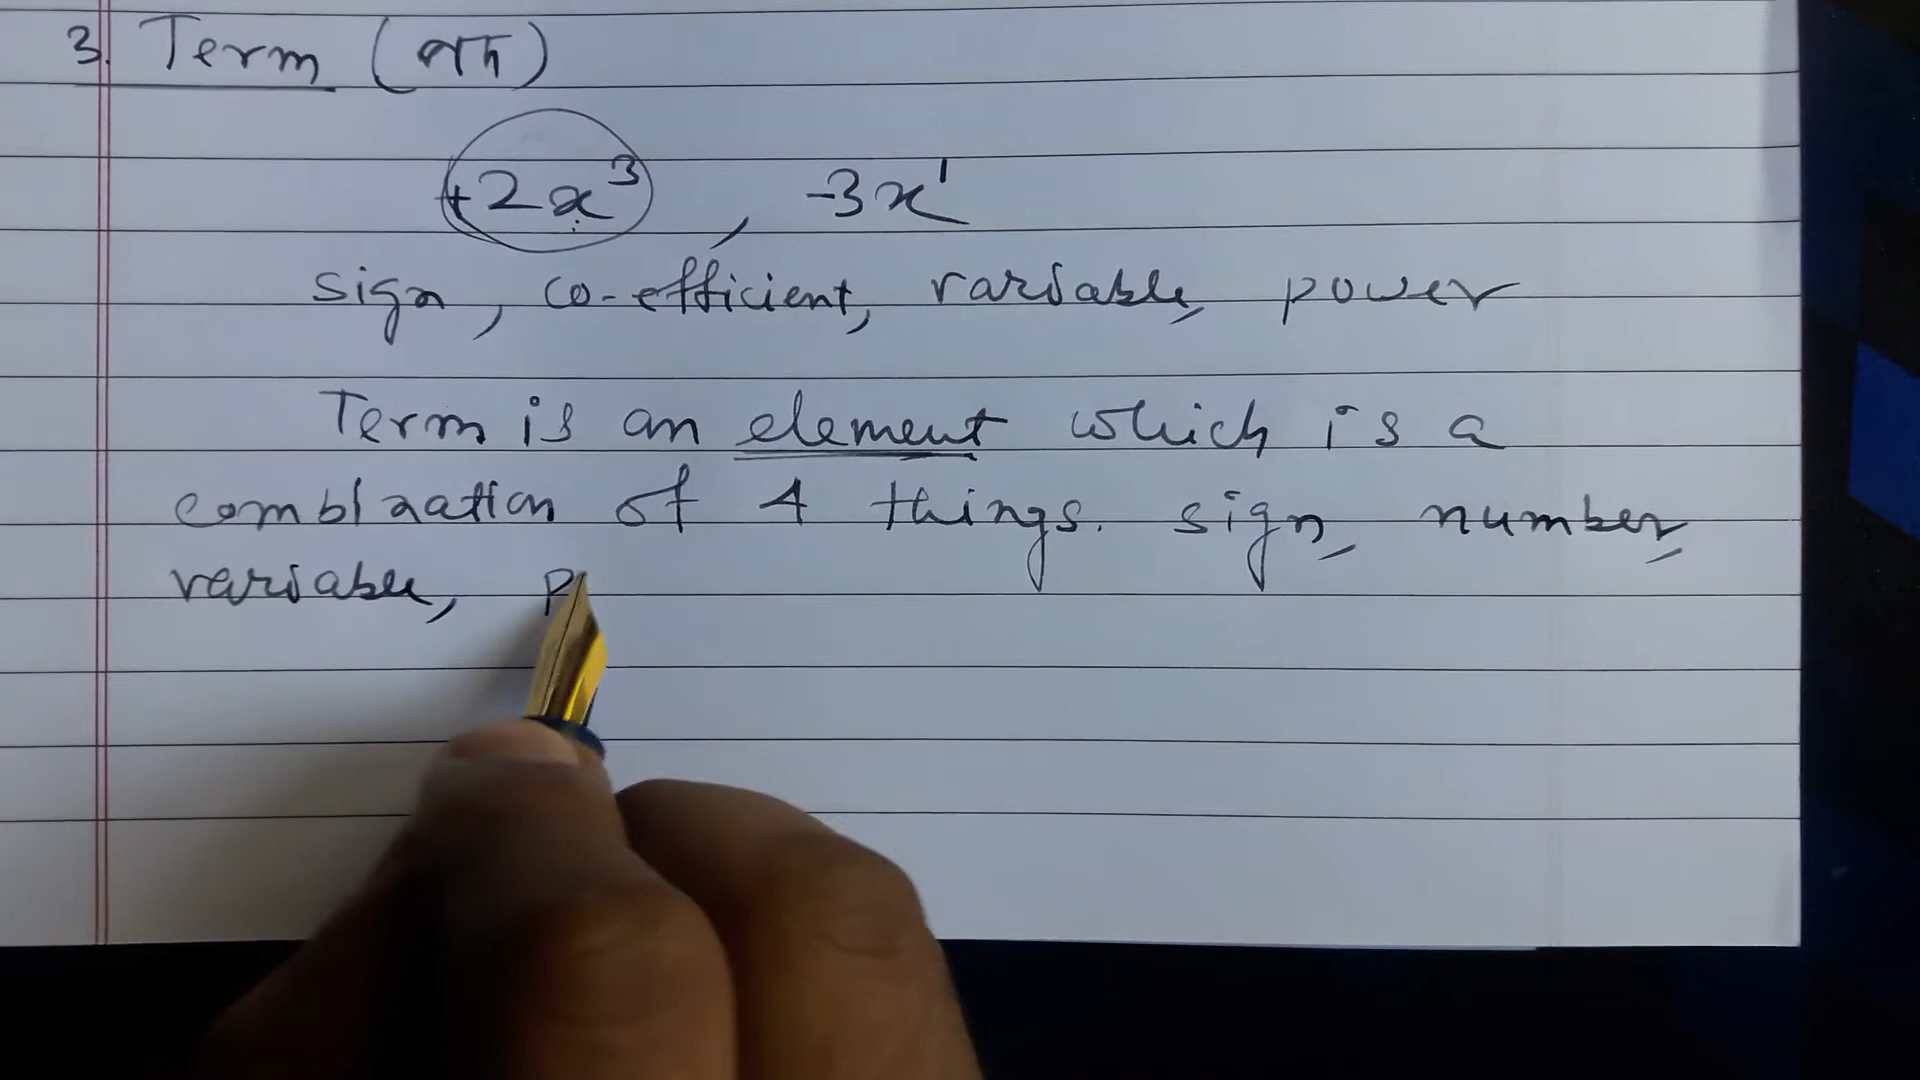 3. Term (পদ)
+2x³ , -3x¹
sign, co-efficient, variable, power
Term is an element which is a
combination of 4 things. sign, number,
variable, P